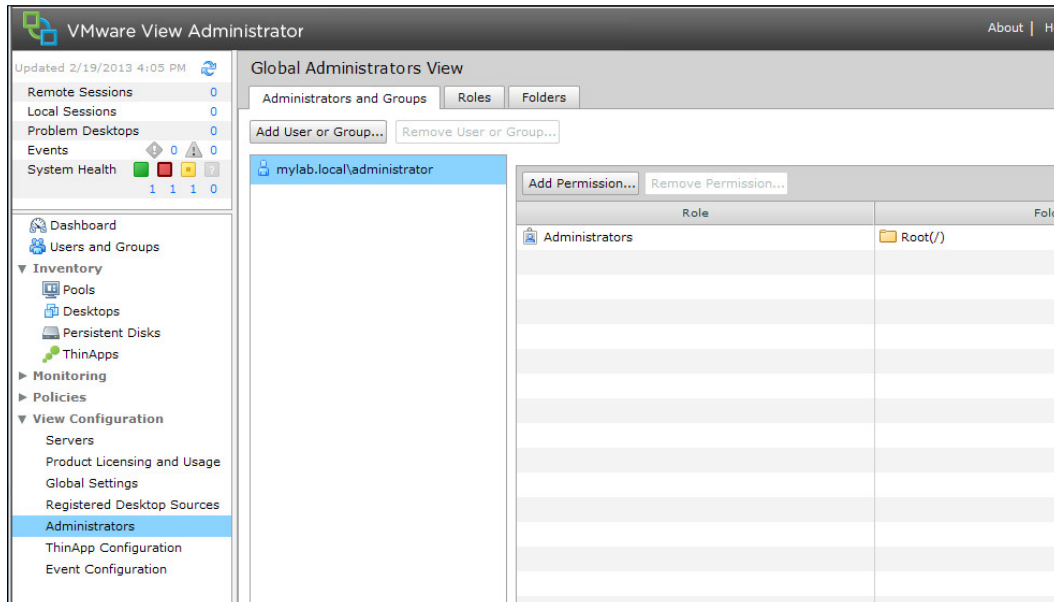 VMware View Administrator
About | H
Updated 2/19/2013 4:05 PM
Remote Sessions 0
Local Sessions 0
Problem Desktops 0
Events 0 0
System Health ?
1 1 1 0
Dashboard
Users and Groups
Inventory
Pools
Desktops
Persistent Disks
ThinApps
Monitoring
Policies
View Configuration
Servers
Product Licensing and Usage
Global Settings
Registered Desktop Sources
Administrators
ThinApp Configuration
Event Configuration
Global Administrators View
Administrators and Groups Roles Folders
Add User or Group... Remove User or Group...
mylab.local\administrator
Add Permission... Remove Permission...
Role Fol
Administrators Root(/)